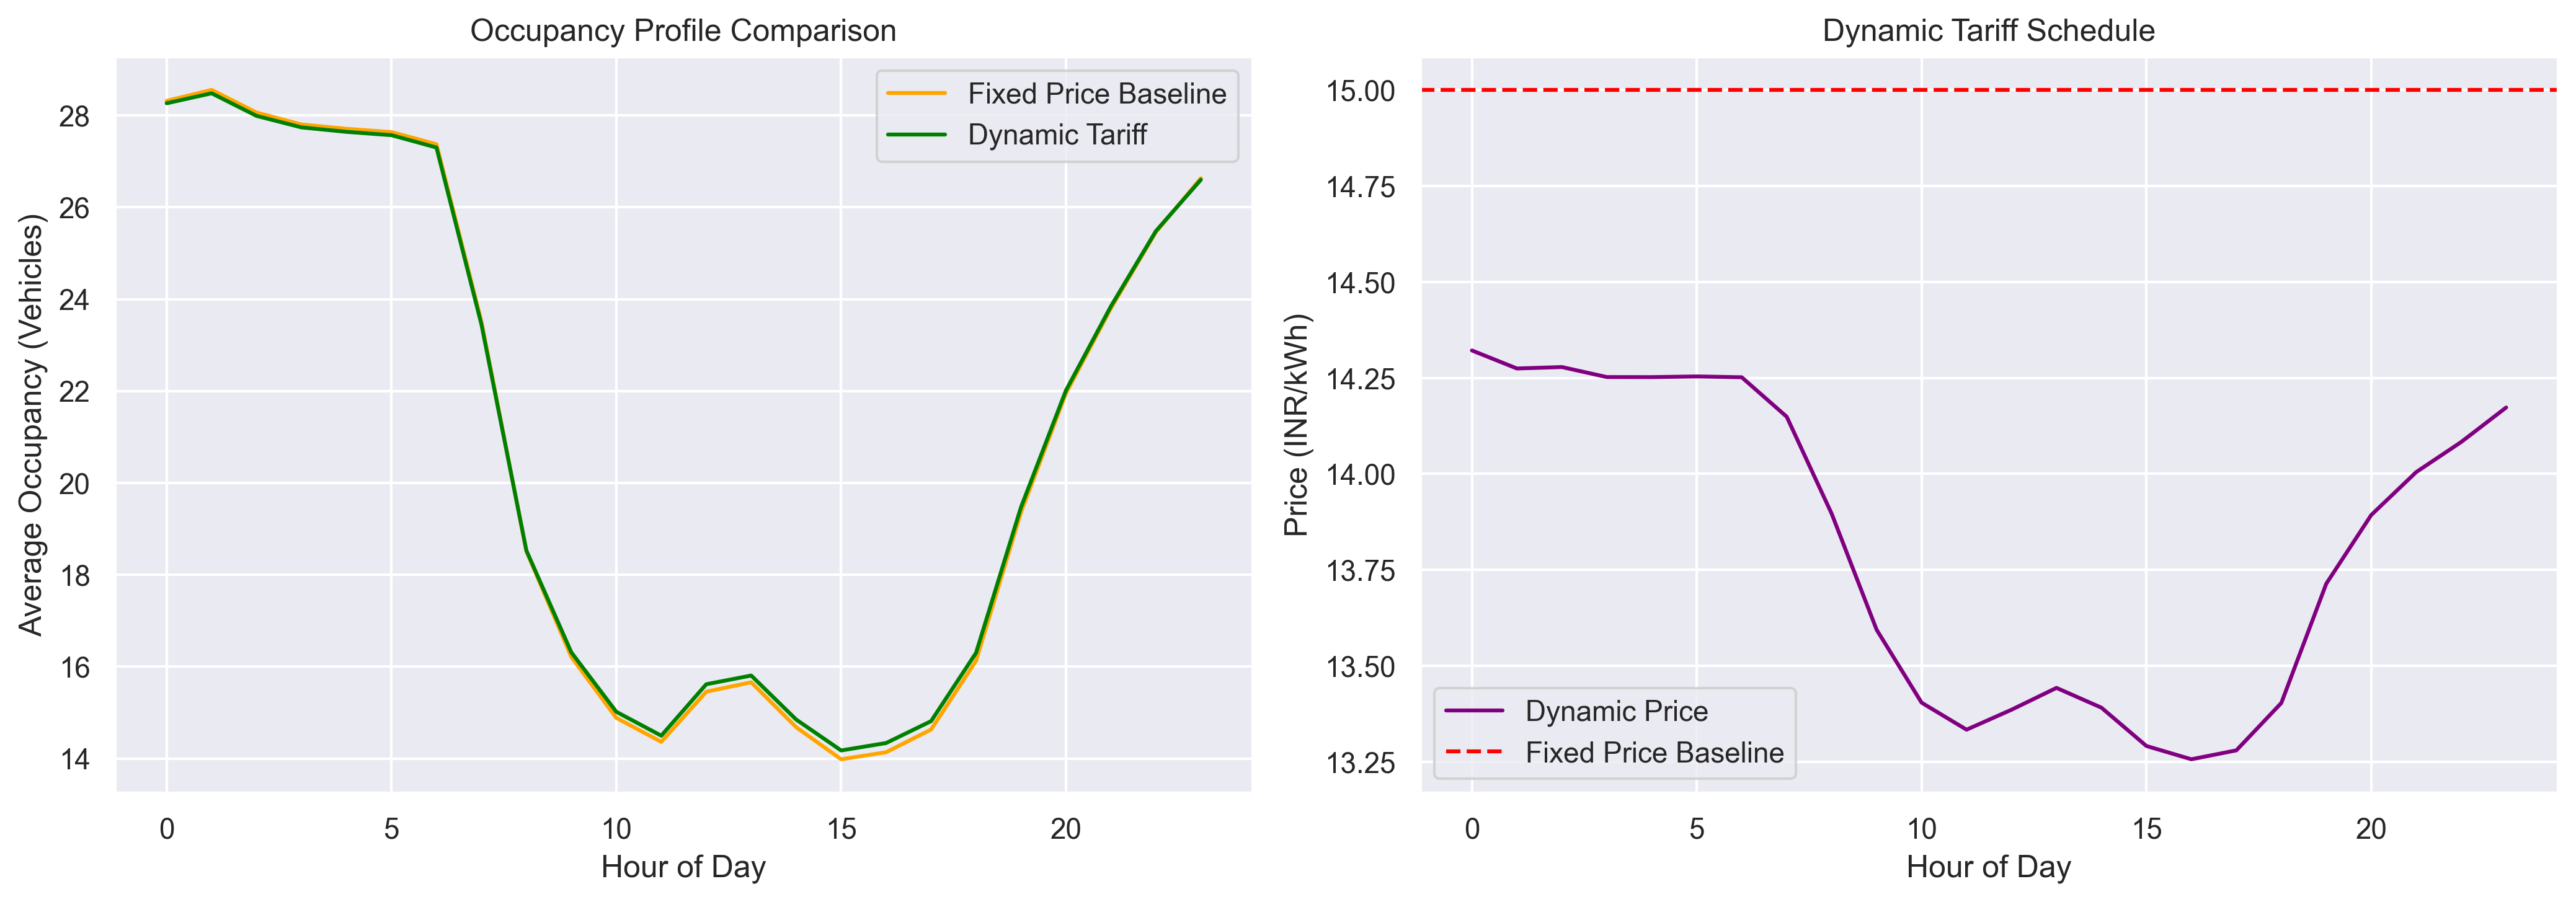 Occupancy Profile Comparison
Fixed Price Baseline
Dynamic Tariff
28
26
24
22
20
18
16
14
Average Occupancy (Vehicles)
0 5 10 15 20
Hour of Day
Dynamic Tariff Schedule
15.00
14.75
14.50
14.25
14.00
13.75
13.50
13.25
Price (INR/kWh)
Dynamic Price
Fixed Price Baseline
0 5 10 15 20
Hour of Day